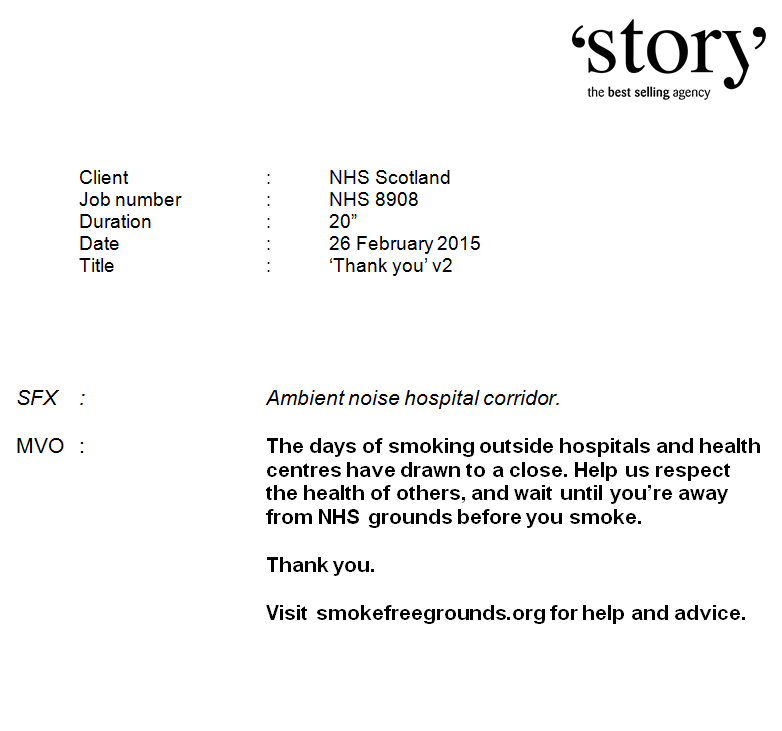 ‘story’
the best selling agency
Client : NHS Scotland
Job number : NHS 8908
Duration : 20”
Date : 26 February 2015
Title : ‘Thank you’ v2
SFX : Ambient noise hospital corridor.
MVO : The days of smoking outside hospitals and health
centres have drawn to a close. Help us respect
the health of others, and wait until you’re away
from NHS grounds before you smoke.
Thank you.
Visit smokefreegrounds.org for help and advice.